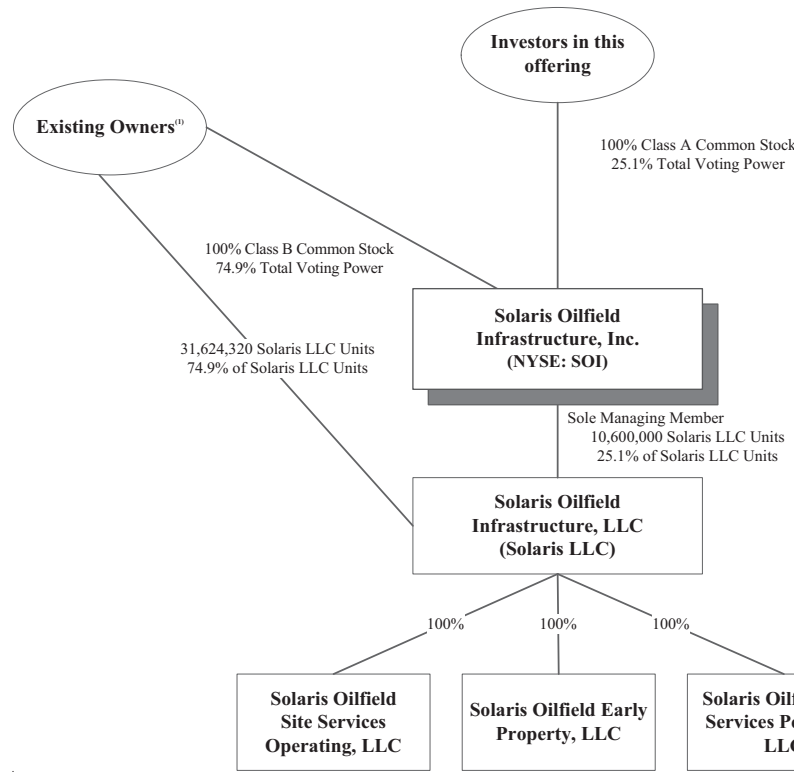 Investors in this
offering
Existing Owners(1)
100% Class A Common Stock
25.1% Total Voting Power
100% Class B Common Stock
74.9% Total Voting Power
Solaris Oilfield
Infrastructure, Inc.
(NYSE: SOI)
31,624,320 Solaris LLC Units
74.9% of Solaris LLC Units
Sole Managing Member
10,600,000 Solaris LLC Units
25.1% of Solaris LLC Units
Solaris Oilfield
Infrastructure, LLC
(Solaris LLC)
100%
100%
100%
Solaris Oilfield
Site Services
Operating, LLC
Solaris Oilfield Early
Property, LLC
Solaris
Services